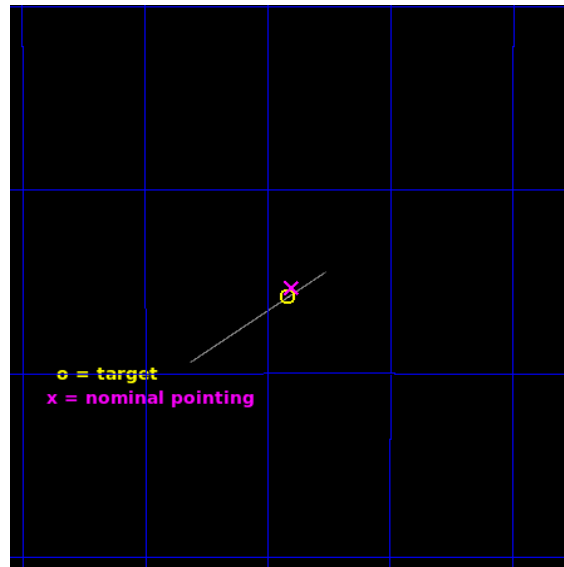 o = target
x = nominal pointing